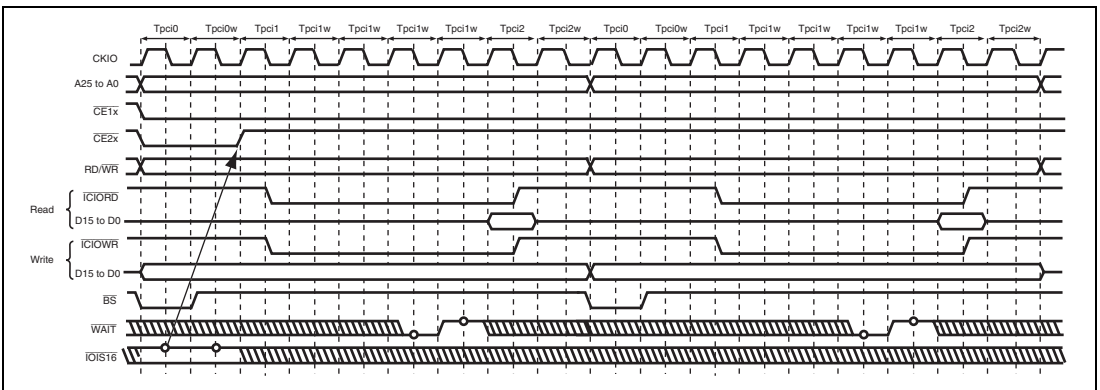 Tpci0 Tpci0w Tpci1 Tpci1w Tpci1w Tpci1w Tpci1w Tpci2 Tpci2w Tpci0 Tpci0w Tpci1 Tpci1w Tpci1w Tpci1w Tpci1w Tpci2 Tpci2w
CKIO
A25 to A0
CE1x
CE2x
RD/WR
ICIORD
Read
D15 to D0
ICIOWR
Write
D15 to D0
BS
WAIT
IOIS16